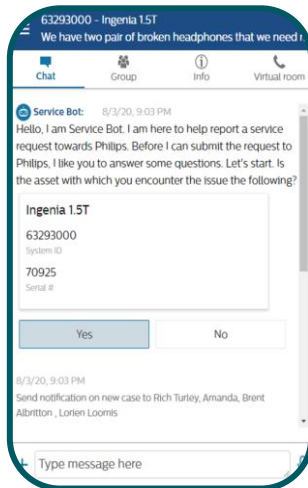 63293000 - Ingenia 1.5T
We have two pair of broken headphones that we need r
Chat
Group
Info
Virtual room
Service Bot: 8/3/20, 9:03 PM
Hello, I am Service Bot. I am here to help report a service
request towards Philips. Before I can submit the request to
Philips, I like you to answer some questions. Let's start. Is
the asset with which you encounter the issue the following?
Ingenia 1.5T
63293000
System ID
70925
Serial #
Yes
No
8/3/20, 9:03 PM
Send notification on new case to Rich Turley, Amanda, Brent
Albritton , Lorien Loomis
Type message here